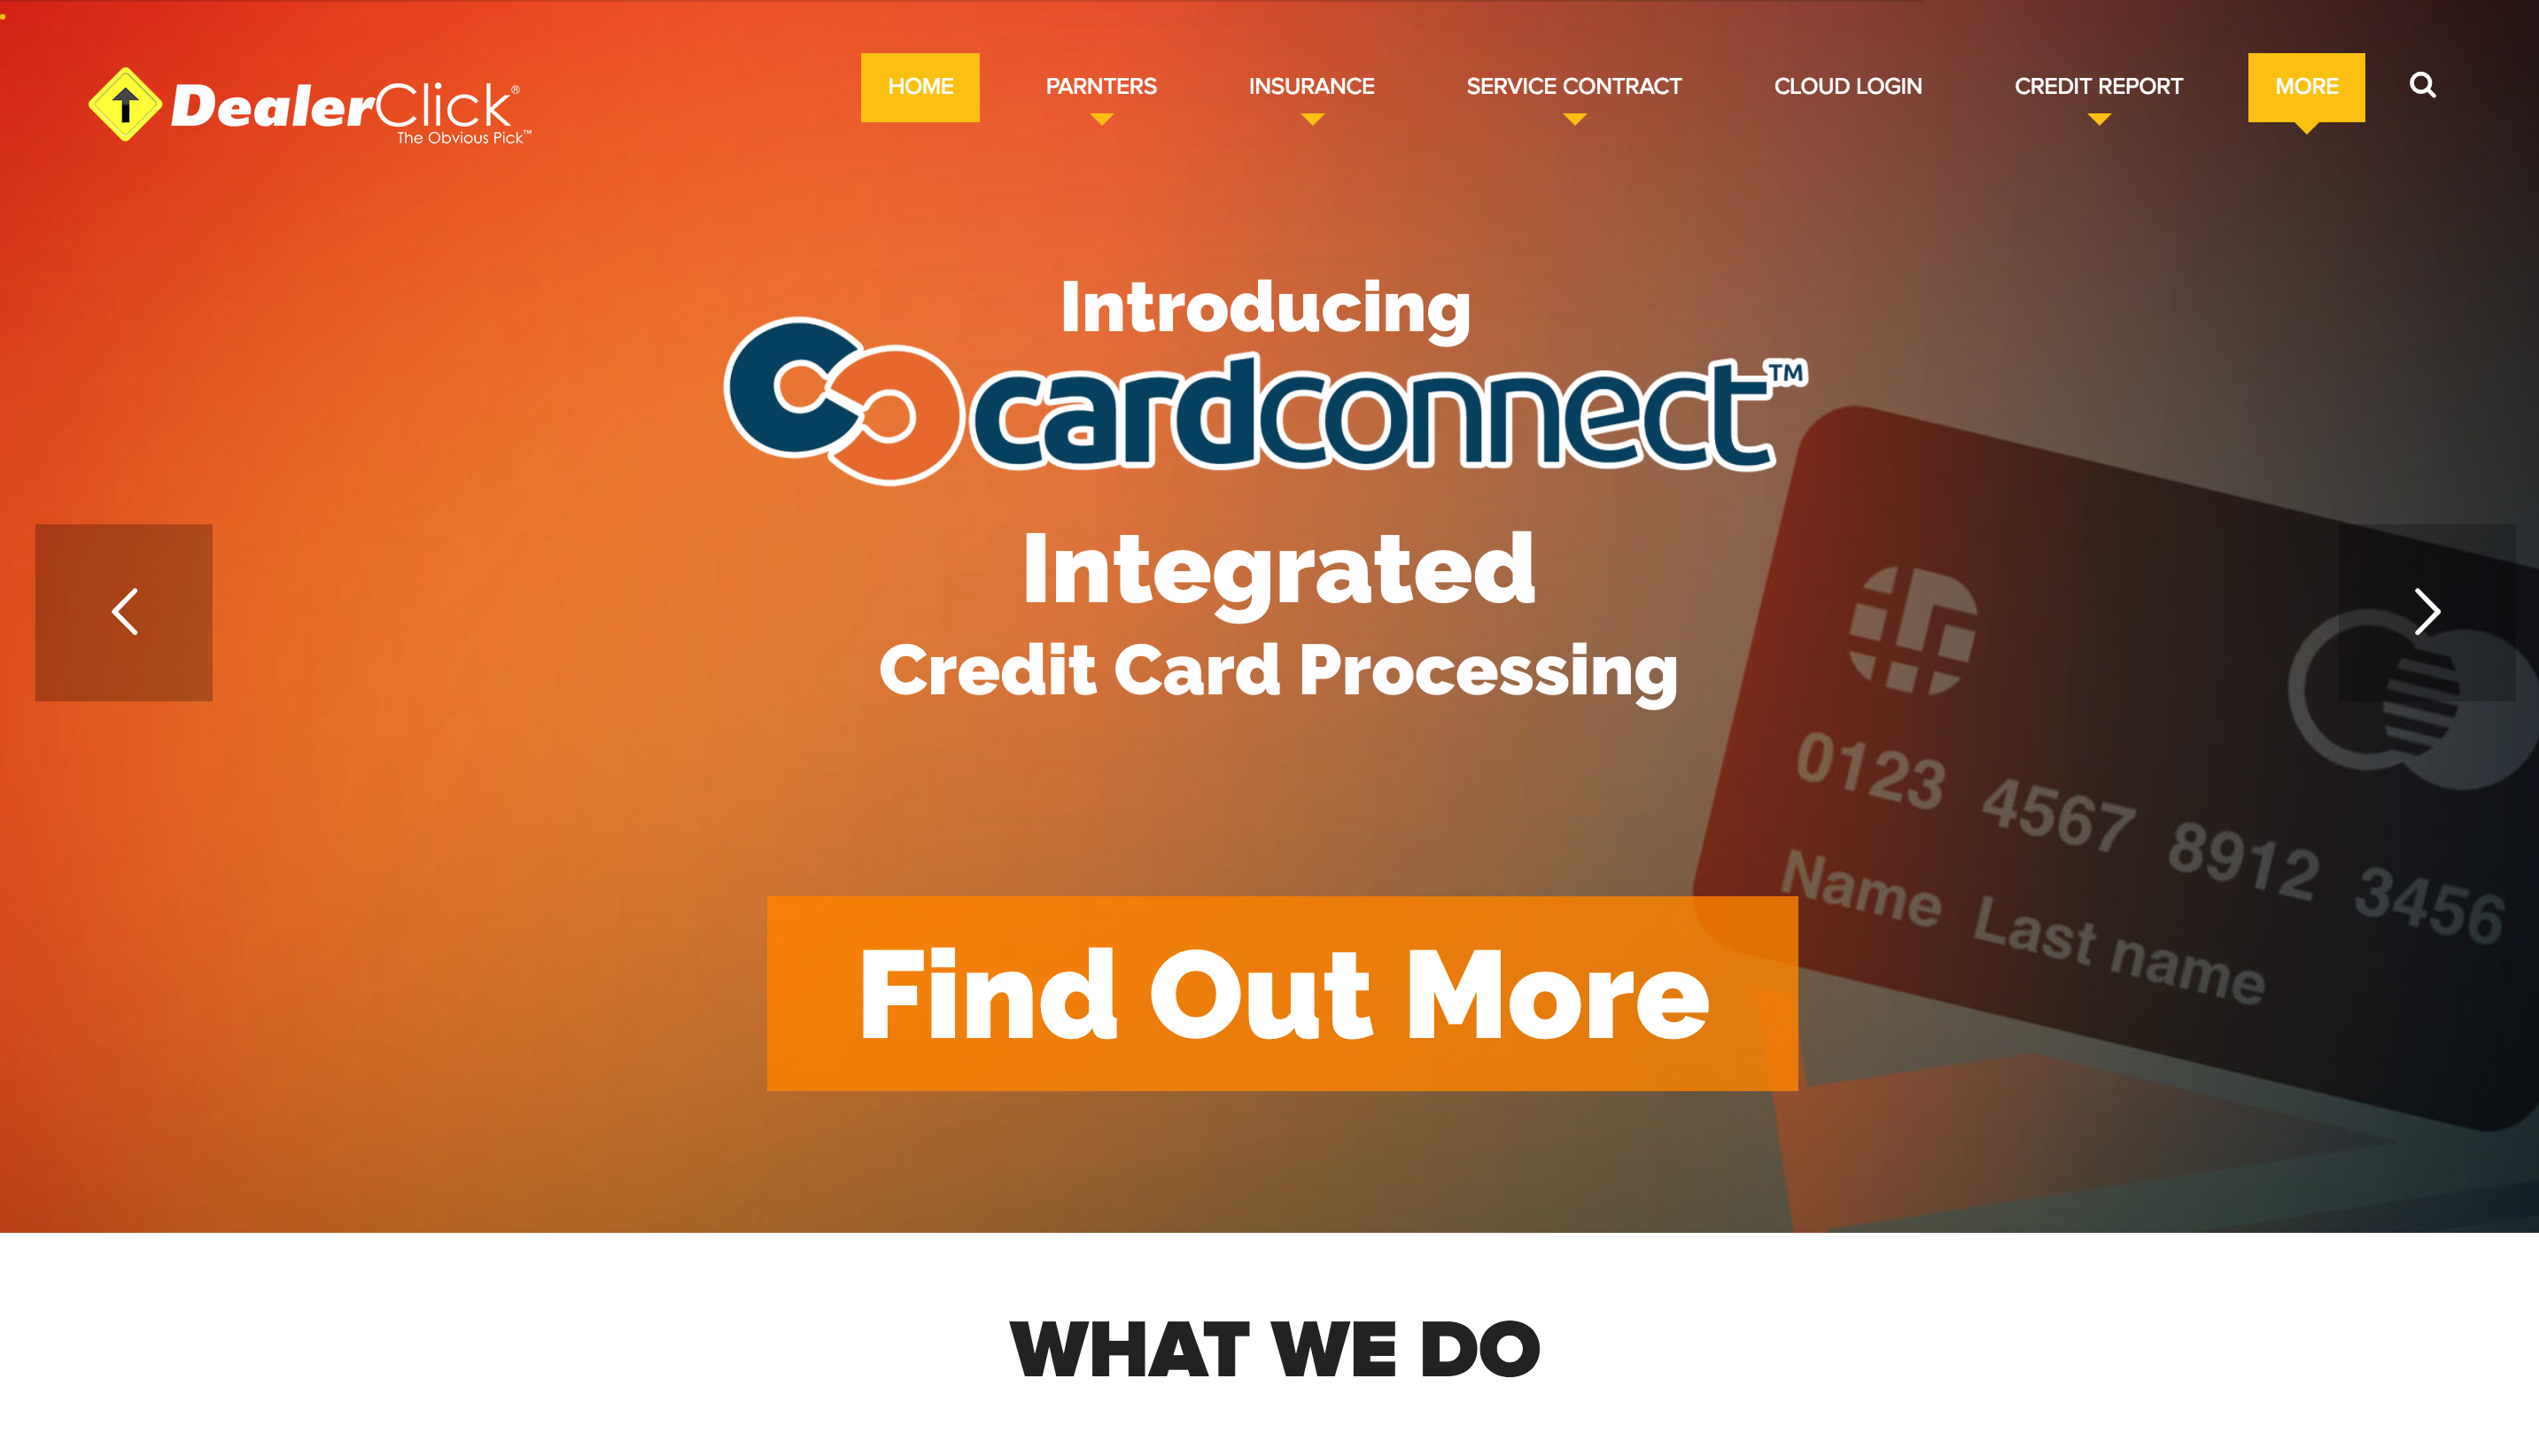 DealerClick®
The Obvious Pick™
HOME
PARNTERS
INSURANCE
SERVICE CONTRACT
CLOUD LOGIN
CREDIT REPORT
MORE
Introducing
cardconnect™
Integrated
Credit Card Processing
0123 4567 8912 3456
Name Last name
Find Out More
WHAT WE DO